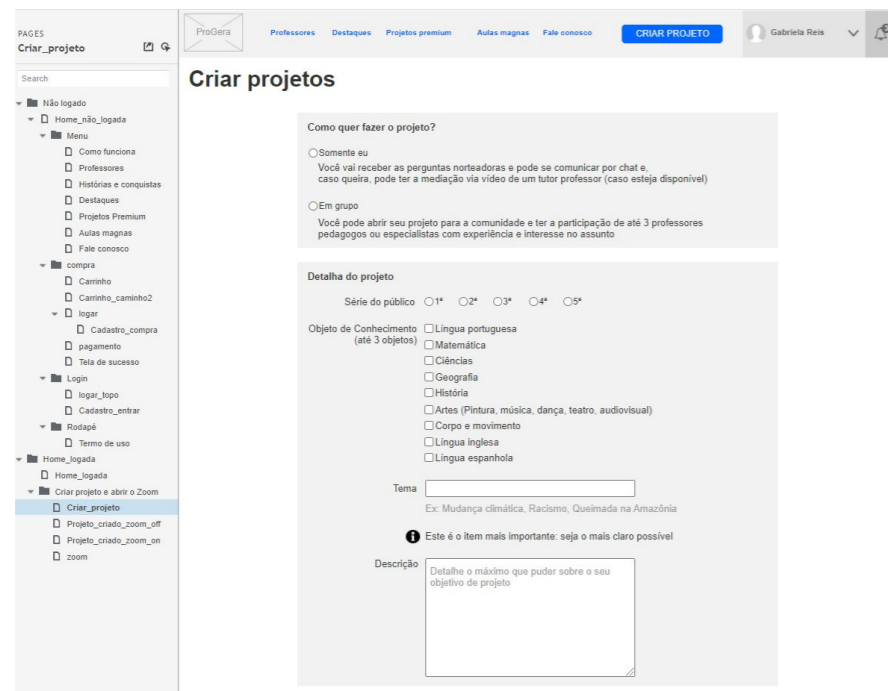 PAGES
Criar_projeto
Search
Não logado
Home_não_logada
Menu
Como funciona
Professores
Histórias e conquistas
Destaques
Projetos Premium
Aulas magnas
Fale conosco
compra
Carrinho
Carrinho_caminho2
logar
Cadastro_compra
pagamento
Tela de sucesso
Login
logar_topo
Cadastro_entrar
Rodapé
Termo de uso
Home_logada
Home_logada
Criar projeto e abrir o Zoom
Criar_projeto
Projeto_criado_zoom_off
Projeto_criado_zoom_on
zoom
ProGera
Professores Destaques Projetos premium Aulas magnas Fale conosco CRIAR PROJETO Gabriela Reis
Criar projetos
Como quer fazer o projeto?
Somente eu
Você vai receber as perguntas norteadoras e pode se comunicar por chat e,
caso queira, pode ter a mediação via vídeo de um tutor professor (caso esteja disponível)
Em grupo
Você pode abrir seu projeto para a comunidade e ter a participação de até 3 professores
pedagogos ou especialistas com experiência e interesse no assunto
Detalha do projeto
Série do público 1ª 2ª 3ª 4ª 5ª
Objeto de Conhecimento
(até 3 objetos)
Língua portuguesa
Matemática
Ciências
Geografia
História
Artes (Pintura, música, dança, teatro, audiovisual)
Corpo e movimento
Língua inglesa
Língua espanhola
Tema
Ex: Mudança climática, Racismo, Queimada na Amazônia
Este é o item mais importante: seja o mais claro possível
Descrição
Detalhe o máximo que puder sobre o seu
objetivo de projeto